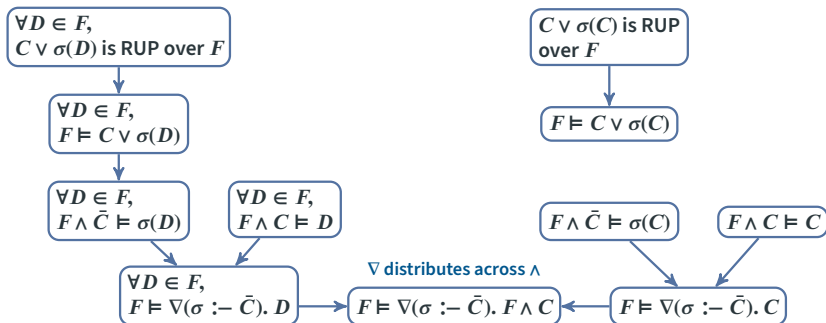 ∀D ∈ F,
C ∨ σ(D) is RUP over F
C ∨ σ(C) is RUP
over F
∀D ∈ F,
F ⊨ C ∨ σ(D)
F ⊨ C ∨ σ(C)
∀D ∈ F,
F ∧ C̄ ⊨ σ(D)
∀D ∈ F,
F ∧ C ⊨ D
F ∧ C̄ ⊨ σ(C)
F ∧ C ⊨ C
∀D ∈ F,
F ⊨ ∇(σ :– C̄). D
∇ distributes across ∧
F ⊨ ∇(σ :– C̄). F ∧ C
F ⊨ ∇(σ :– C̄). C